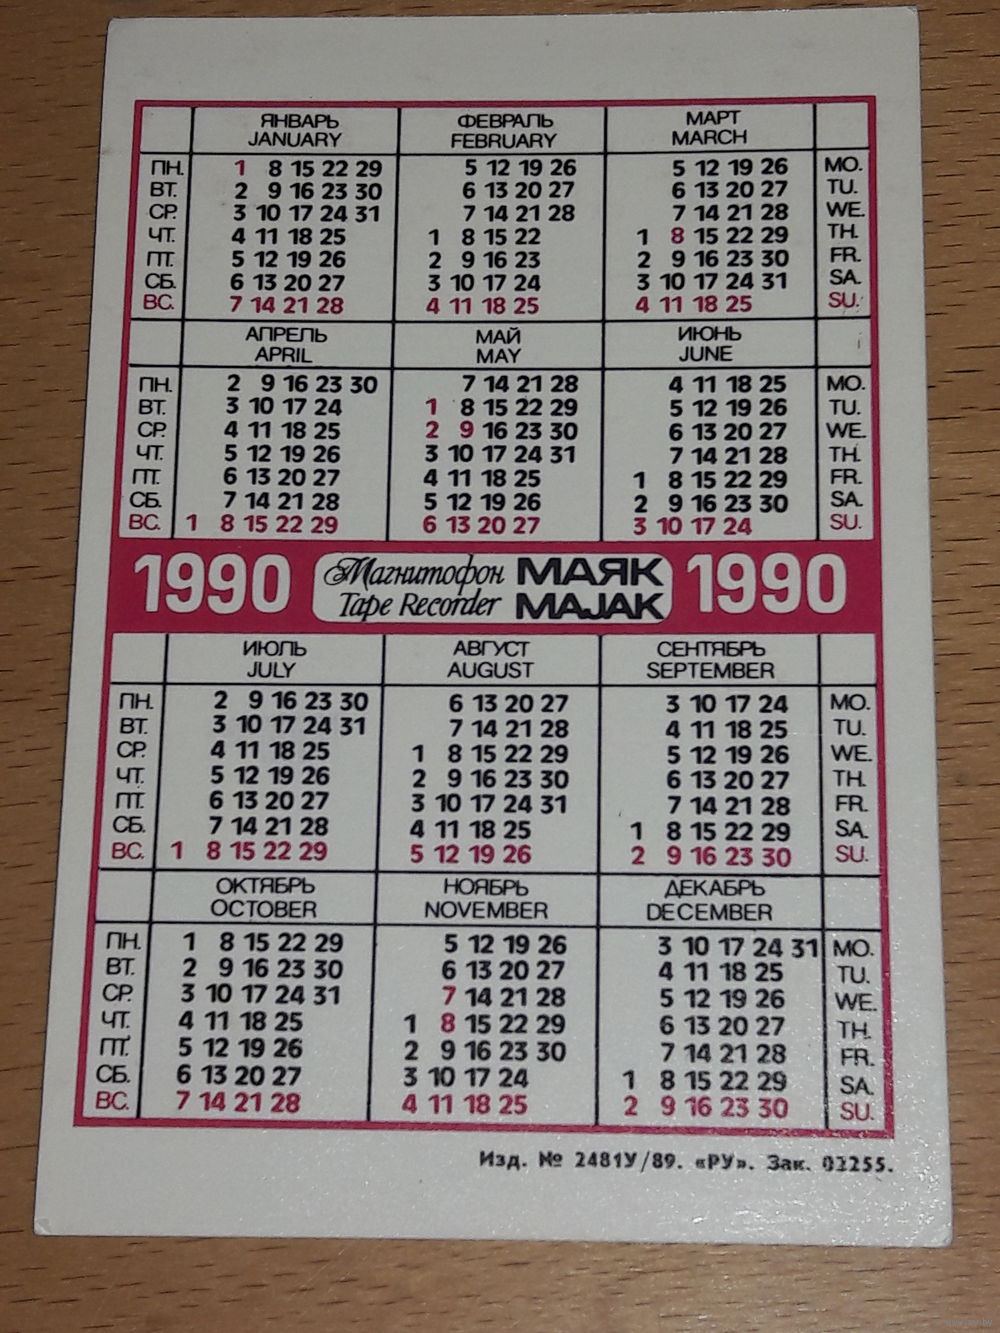 ЯНВАРЬ ФЕВРАЛЬ МАРТ
JANUARY FEBRUARY MARCH
ПН. 1 8 15 22 29 5 12 19 26 5 12 19 26 MO.
ВТ. 2 9 16 23 30 6 13 20 27 6 13 20 27 TU.
СР. 3 10 17 24 31 7 14 21 28 7 14 21 28 WE.
ЧТ. 4 11 18 25 1 8 15 22 1 8 15 22 29 TH.
ПТ. 5 12 19 26 2 9 16 23 2 9 16 23 30 FR.
СБ. 6 13 20 27 3 10 17 24 3 10 17 24 31 SA.
ВС. 7 14 21 28 4 11 18 25 4 11 18 25 SU.
АПРЕЛЬ МАЙ ИЮНЬ
APRIL MAY JUNE
ПН. 2 9 16 23 30 7 14 21 28 4 11 18 25 MO.
ВТ. 3 10 17 24 1 8 15 22 29 5 12 19 26 TU.
СР. 4 11 18 25 2 9 16 23 30 6 13 20 27 WE.
ЧТ. 5 12 19 26 3 10 17 24 31 7 14 21 28 TH.
ПТ. 6 13 20 27 4 11 18 25 1 8 15 22 29 FR.
СБ. 7 14 21 28 5 12 19 26 2 9 16 23 30 SA.
ВС. 1 8 15 22 29 6 13 20 27 3 10 17 24 SU.
1990 Магнитофон МАЯК 1990
Tape Recorder MAJAK
ИЮЛЬ АВГУСТ СЕНТЯБРЬ
JULY AUGUST SEPTEMBER
ПН. 2 9 16 23 30 6 13 20 27 3 10 17 24 MO.
ВТ. 3 10 17 24 31 7 14 21 28 4 11 18 25 TU.
СР. 4 11 18 25 1 8 15 22 29 5 12 19 26 WE.
ЧТ. 5 12 19 26 2 9 16 23 30 6 13 20 27 TH.
ПТ. 6 13 20 27 3 10 17 24 31 7 14 21 28 FR.
СБ. 7 14 21 28 4 11 18 25 1 8 15 22 29 SA.
ВС. 1 8 15 22 29 5 12 19 26 2 9 16 23 30 SU.
ОКТЯБРЬ НОЯБРЬ ДЕКАБРЬ
OCTOBER NOVEMBER DECEMBER
ПН. 1 8 15 22 29 5 12 19 26 3 10 17 24 31 MO.
ВТ. 2 9 16 23 30 6 13 20 27 4 11 18 25 TU.
СР. 3 10 17 24 31 7 14 21 28 5 12 19 26 WE.
ЧТ. 4 11 18 25 1 8 15 22 29 6 13 20 27 TH.
ПТ. 5 12 19 26 2 9 16 23 30 7 14 21 28 FR.
СБ. 6 13 20 27 3 10 17 24 1 8 15 22 29 SA.
ВС. 7 14 21 28 4 11 18 25 2 9 16 23 30 SU.
Изд. № 2481У/89. «РУ». Зак. 02255.